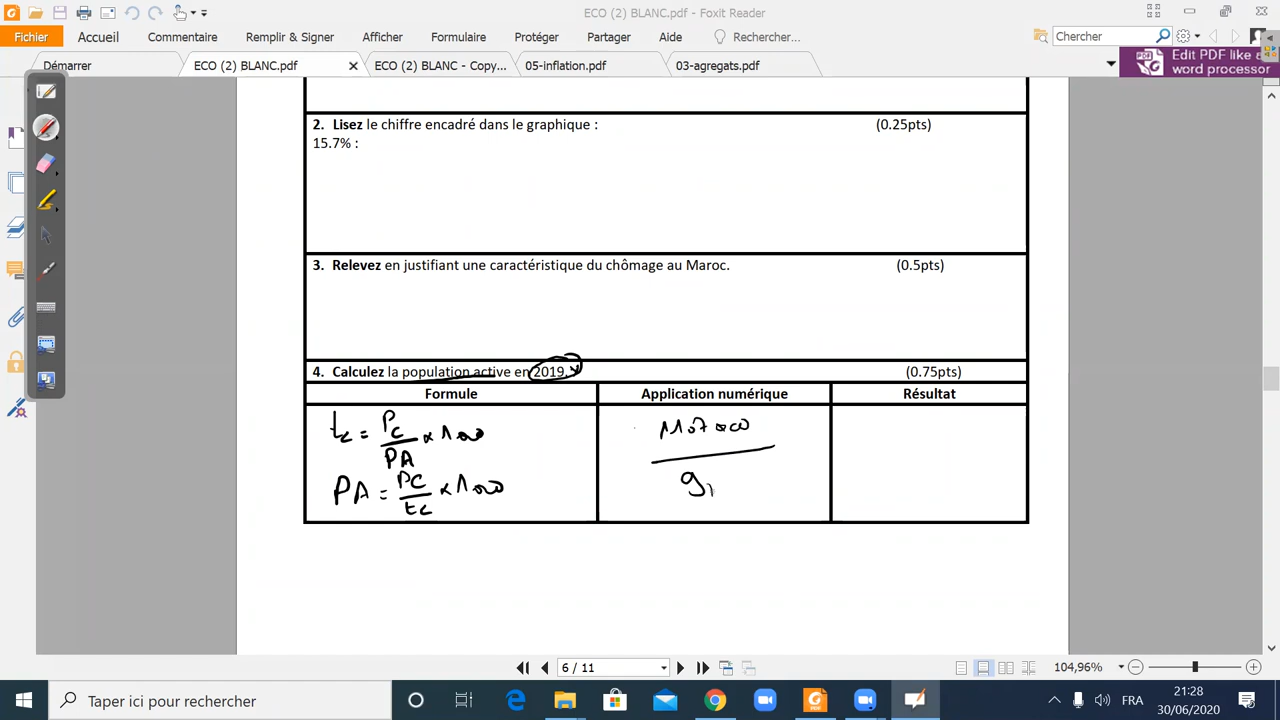 ECO (2) BLANC.pdf - Foxit Reader
Fichier Accueil Commentaire Remplir & Signer Afficher Formulaire Protéger Partager Aide Rechercher... Chercher
Démarrer ECO (2) BLANC.pdf ECO (2) BLANC - Copy... 05-inflation.pdf 03-agregats.pdf
Edit PDF like a
word processor
2. Lisez le chiffre encadré dans le graphique : (0.25pts)
15.7% :
3. Relevez en justifiant une caractéristique du chômage au Maroc. (0.5pts)
4. Calculez la population active en 2019. (0.75pts)
Formule Application numérique Résultat
tc = Pc / PA × 100
PA = PC / tc × 100
1107000
9,
6 / 11 104,96%
Taper ici pour rechercher
FRA
21:28
30/06/2020